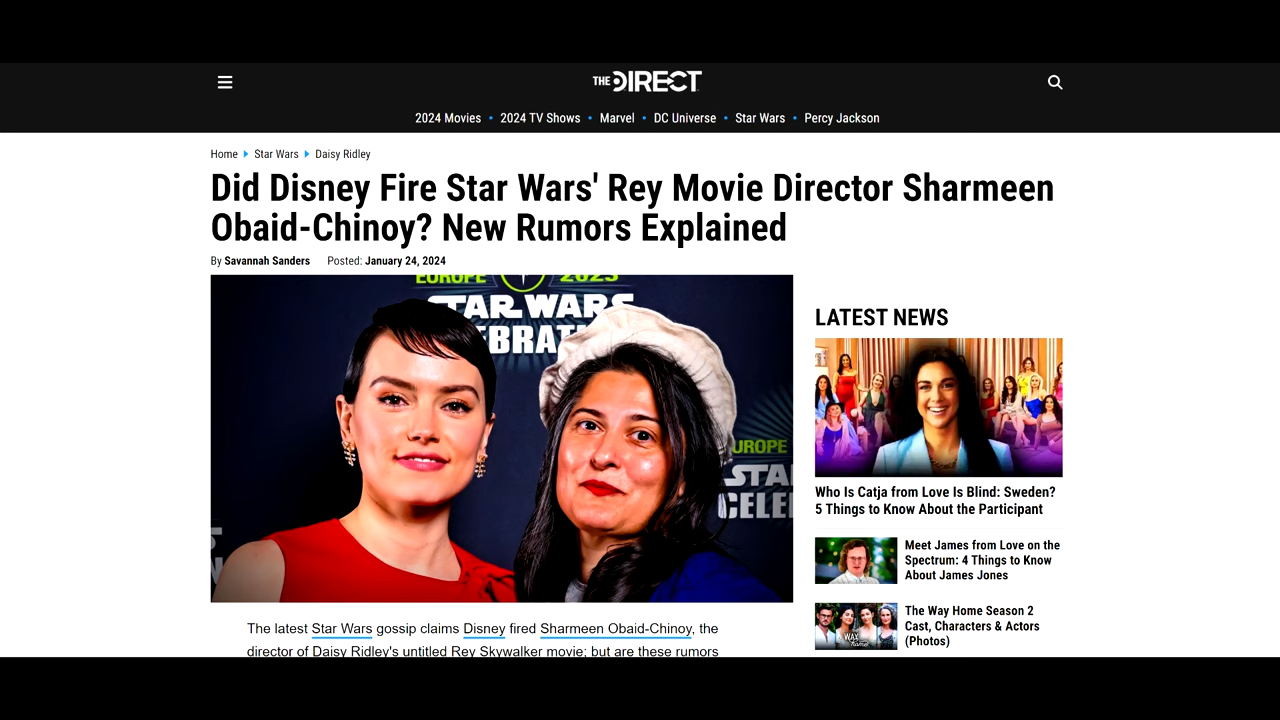 THE DIRECT
2024 Movies • 2024 TV Shows • Marvel • DC Universe • Star Wars • Percy Jackson
Home Star Wars Daisy Ridley
Did Disney Fire Star Wars' Rey Movie Director Sharmeen
Obaid-Chinoy? New Rumors Explained
By Savannah Sanders Posted: January 24, 2024
EUROPE 2023
STAR WARS
UROPE
LATEST NEWS
Who Is Catja from Love Is Blind: Sweden?
5 Things to Know About the Participant
Meet James from Love on the
Spectrum: 4 Things to Know
About James Jones
The Way Home Season 2
Cast, Characters & Actors
(Photos)
The latest Star Wars gossip claims Disney fired Sharmeen Obaid-Chinoy, the
director of Daisy Ridley's untitled Rey Skywalker movie; but are these rumors